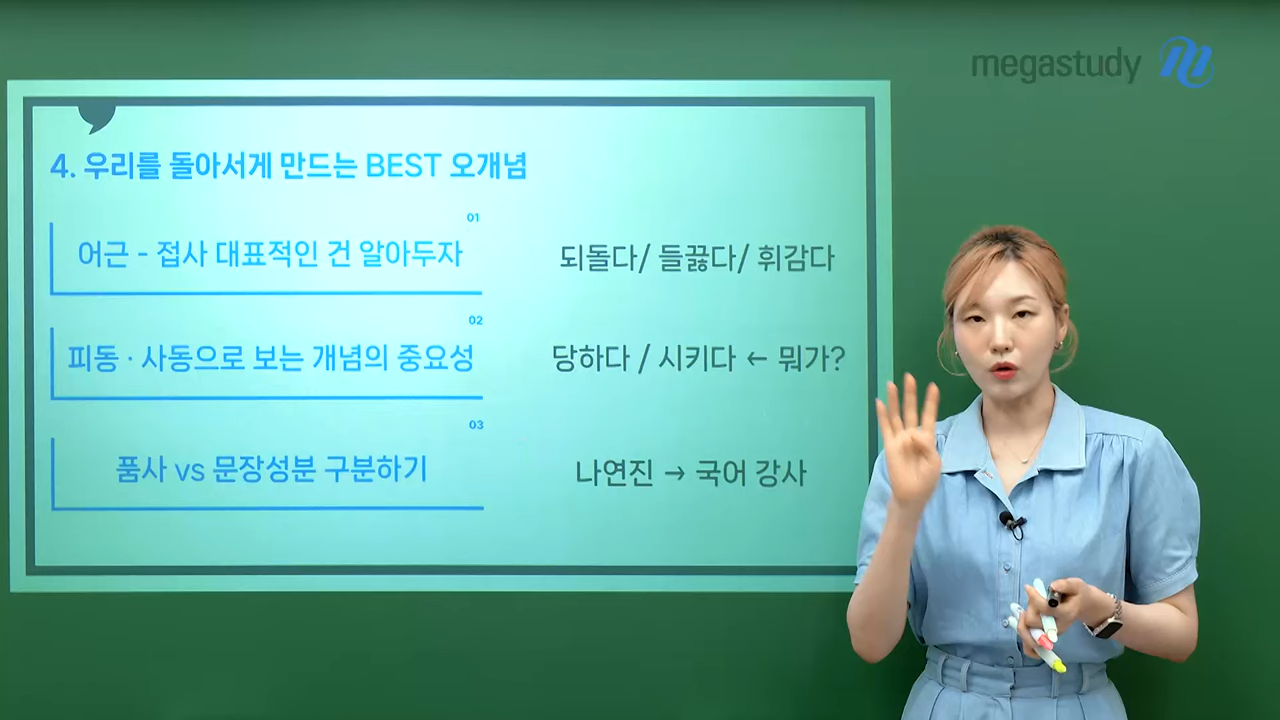 megastudy
4. 우리를 돌아서게 만드는 BEST 오개념
01
어근 - 접사 대표적인 건 알아두자
되돌다/ 들끓다/ 휘감다
02
피동 · 사동으로 보는 개념의 중요성
당하다 / 시키다 ← 뭐가?
03
품사 vs 문장성분 구분하기
나연진 → 국어 강사